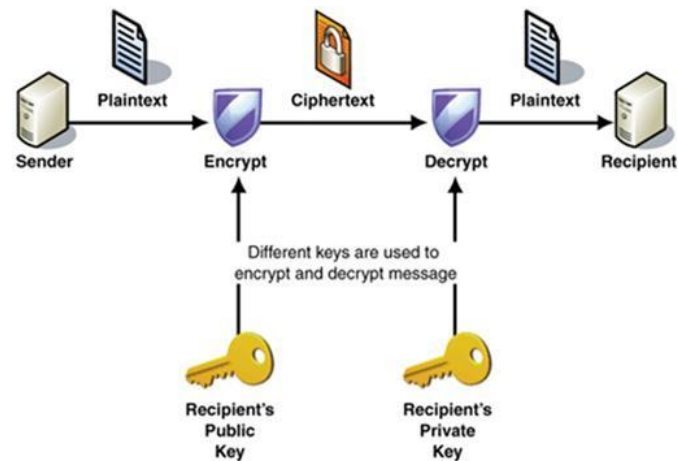 Plaintext
Ciphertext
Plaintext
Sender
Encrypt
Decrypt
Recipient
Different keys are used to
encrypt and decrypt message
Recipient's
Public
Key
Recipient's
Private
Key